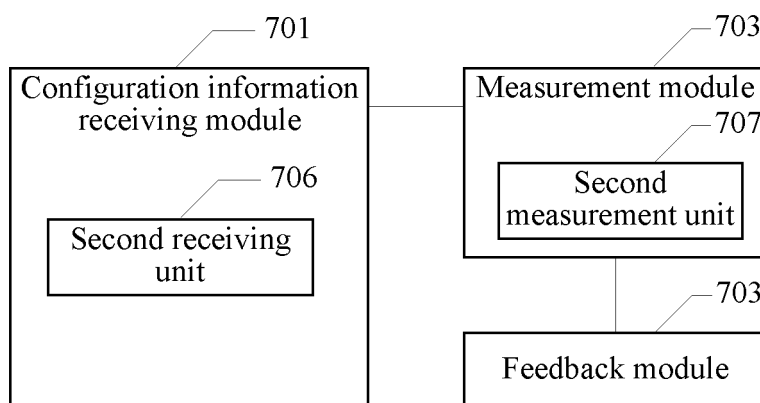 701
Configuration information
receiving module
706
Second receiving
unit
703
Measurement module
707
Second
measurement unit
703
Feedback module